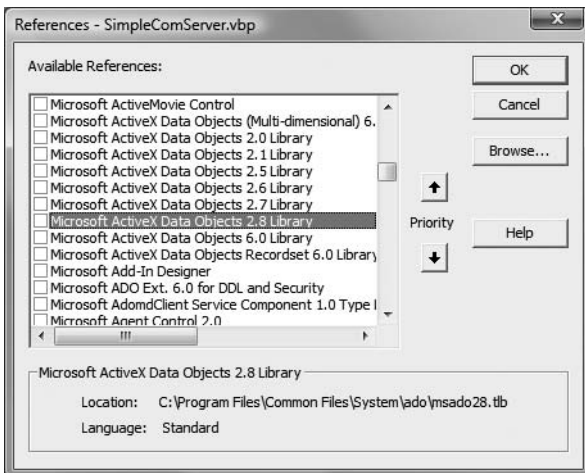 References - SimpleComServer.vbp
Available References:
Microsoft ActiveMovie Control
Microsoft ActiveX Data Objects (Multi-dimensional) 6.
Microsoft ActiveX Data Objects 2.0 Library
Microsoft ActiveX Data Objects 2.1 Library
Microsoft ActiveX Data Objects 2.5 Library
Microsoft ActiveX Data Objects 2.6 Library
Microsoft ActiveX Data Objects 2.7 Library
Microsoft ActiveX Data Objects 2.8 Library
Microsoft ActiveX Data Objects 6.0 Library
Microsoft ActiveX Data Objects Recordset 6.0 Library
Microsoft Add-In Designer
Microsoft ADO Ext. 6.0 for DDL and Security
Microsoft AdomdClient Service Component 1.0 Type
Microsoft Agent Control 2.0
OK
Cancel
Browse...
Priority
Help
Microsoft ActiveX Data Objects 2.8 Library
Location: C:\Program Files\Common Files\System\ado\msado28.tlb
Language: Standard